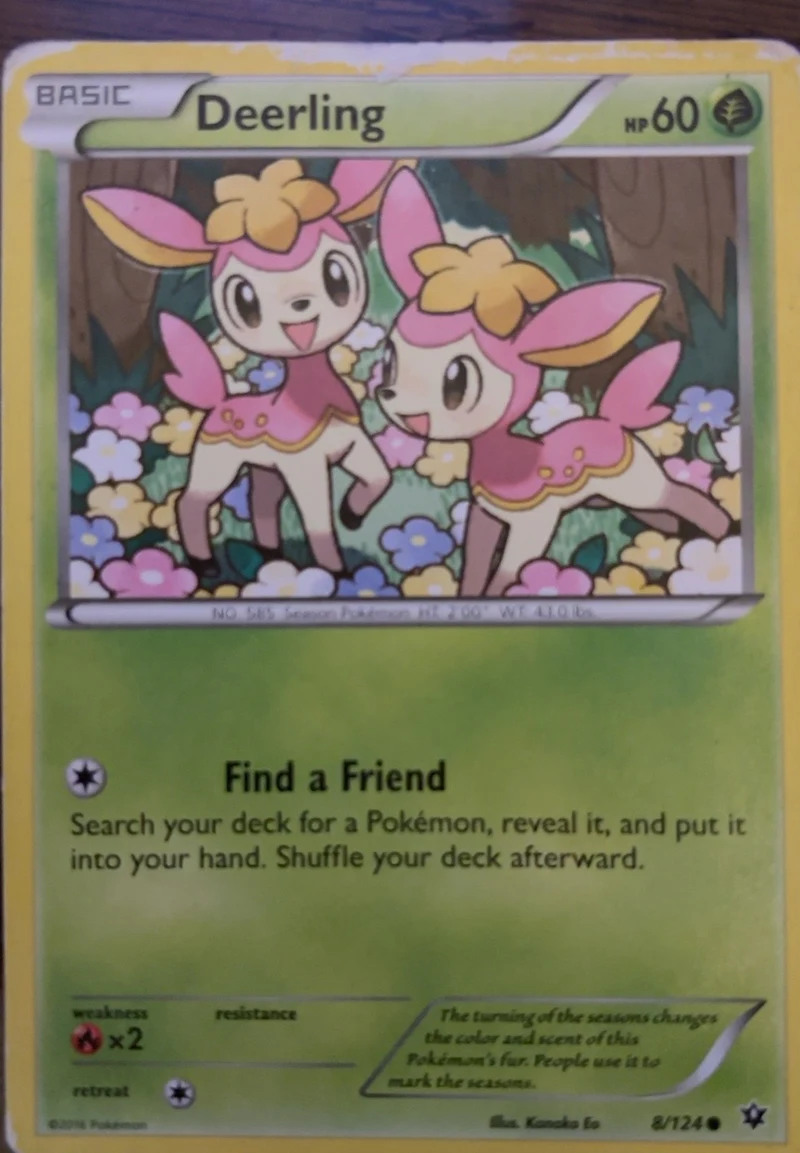 BASIC
Deerling
HP 60
NO. 585 Season Pokémon HT: 2'00" WT: 43.0 lbs.
Find a Friend
Search your deck for a Pokémon, reveal it, and put it
into your hand. Shuffle your deck afterward.
weakness resistance
×2
retreat
The turning of the seasons changes
the color and scent of this
Pokémon's fur. People use it to
mark the seasons.
©2016 Pokémon Illus. Kanako Eo 8/124